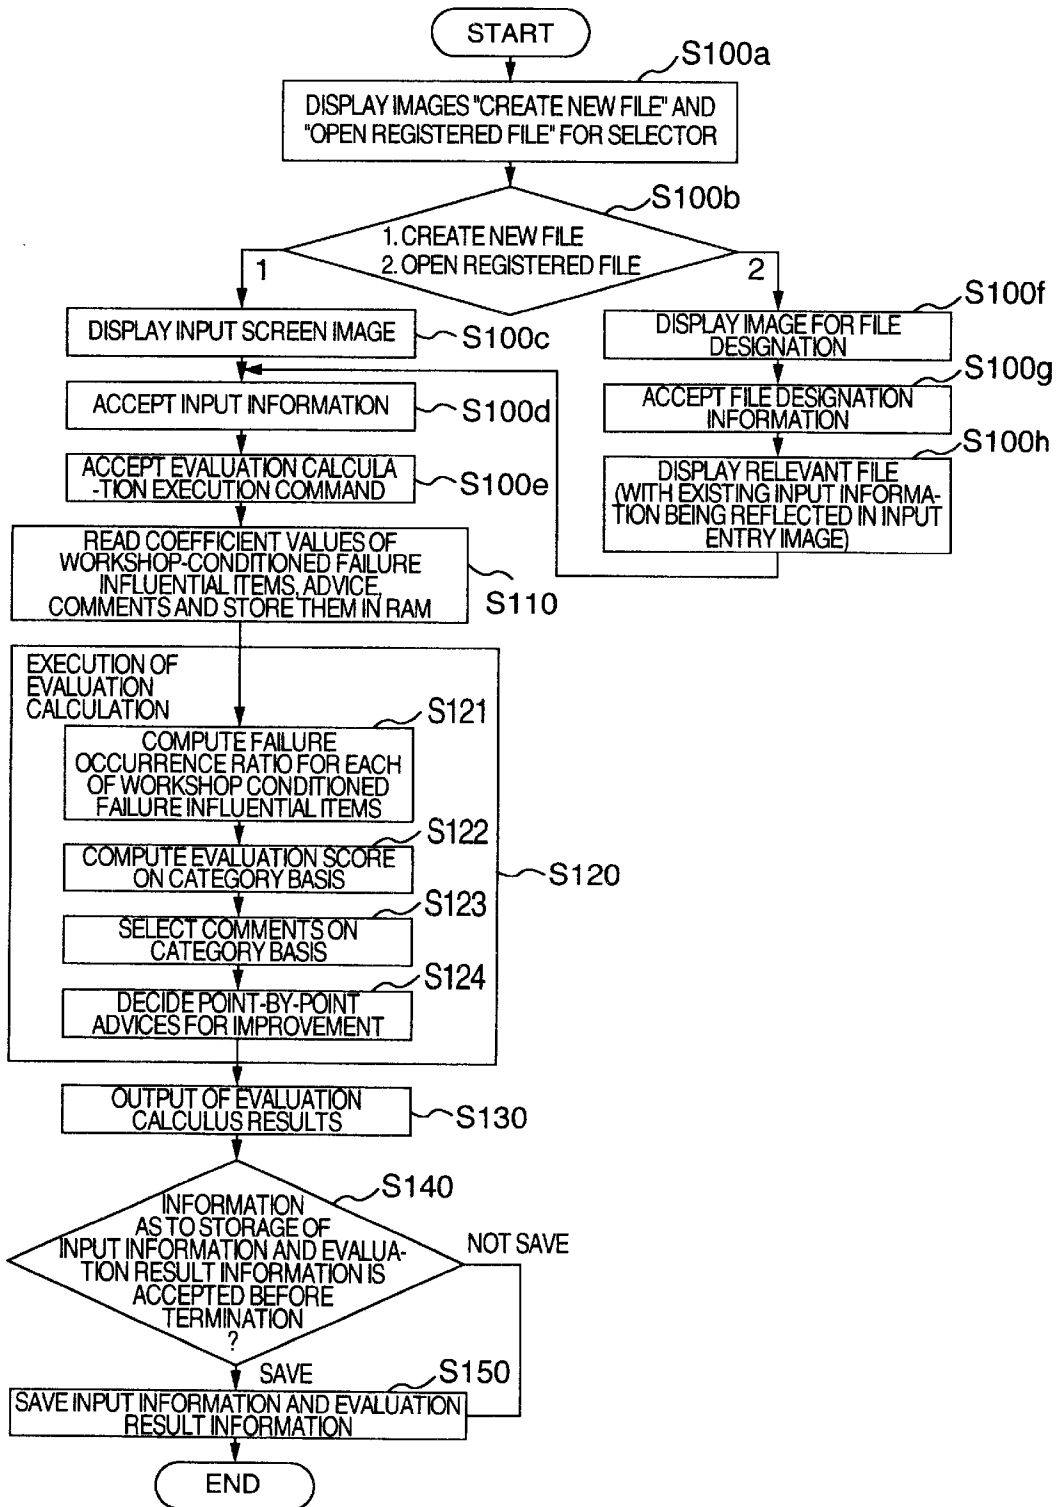 START
S100a
DISPLAY IMAGES "CREATE NEW FILE" AND
"OPEN REGISTERED FILE" FOR SELECTOR
S100b
1. CREATE NEW FILE
2. OPEN REGISTERED FILE
1
2
DISPLAY INPUT SCREEN IMAGE
S100c
ACCEPT INPUT INFORMATION
S100d
ACCEPT EVALUATION CALCULA
-TION EXECUTION COMMAND
S100e
S100f
DISPLAY IMAGE FOR FILE
DESIGNATION
S100g
ACCEPT FILE DESIGNATION
INFORMATION
S100h
DISPLAY RELEVANT FILE
(WITH EXISTING INPUT INFORMA-
TION BEING REFLECTED IN INPUT
ENTRY IMAGE)
READ COEFFICIENT VALUES OF
WORKSHOP-CONDITIONED FAILURE
INFLUENTIAL ITEMS, ADVICE,
COMMENTS AND STORE THEM IN RAM
S110
EXECUTION OF
EVALUATION
CALCULATION
S121
COMPUTE FAILURE
OCCURRENCE RATIO FOR EACH
OF WORKSHOP CONDITIONED
FAILURE INFLUENTIAL ITEMS
S122
COMPUTE EVALUATION SCORE
ON CATEGORY BASIS
S120
S123
SELECT COMMENTS ON
CATEGORY BASIS
S124
DECIDE POINT-BY-POINT
ADVICES FOR IMPROVEMENT
OUTPUT OF EVALUATION
CALCULUS RESULTS
S130
S140
INFORMATION
AS TO STORAGE OF
INPUT INFORMATION AND EVALUA-
TION RESULT INFORMATION IS
ACCEPTED BEFORE
TERMINATION
?
NOT SAVE
SAVE
S150
SAVE INPUT INFORMATION AND EVALUATION
RESULT INFORMATION
END